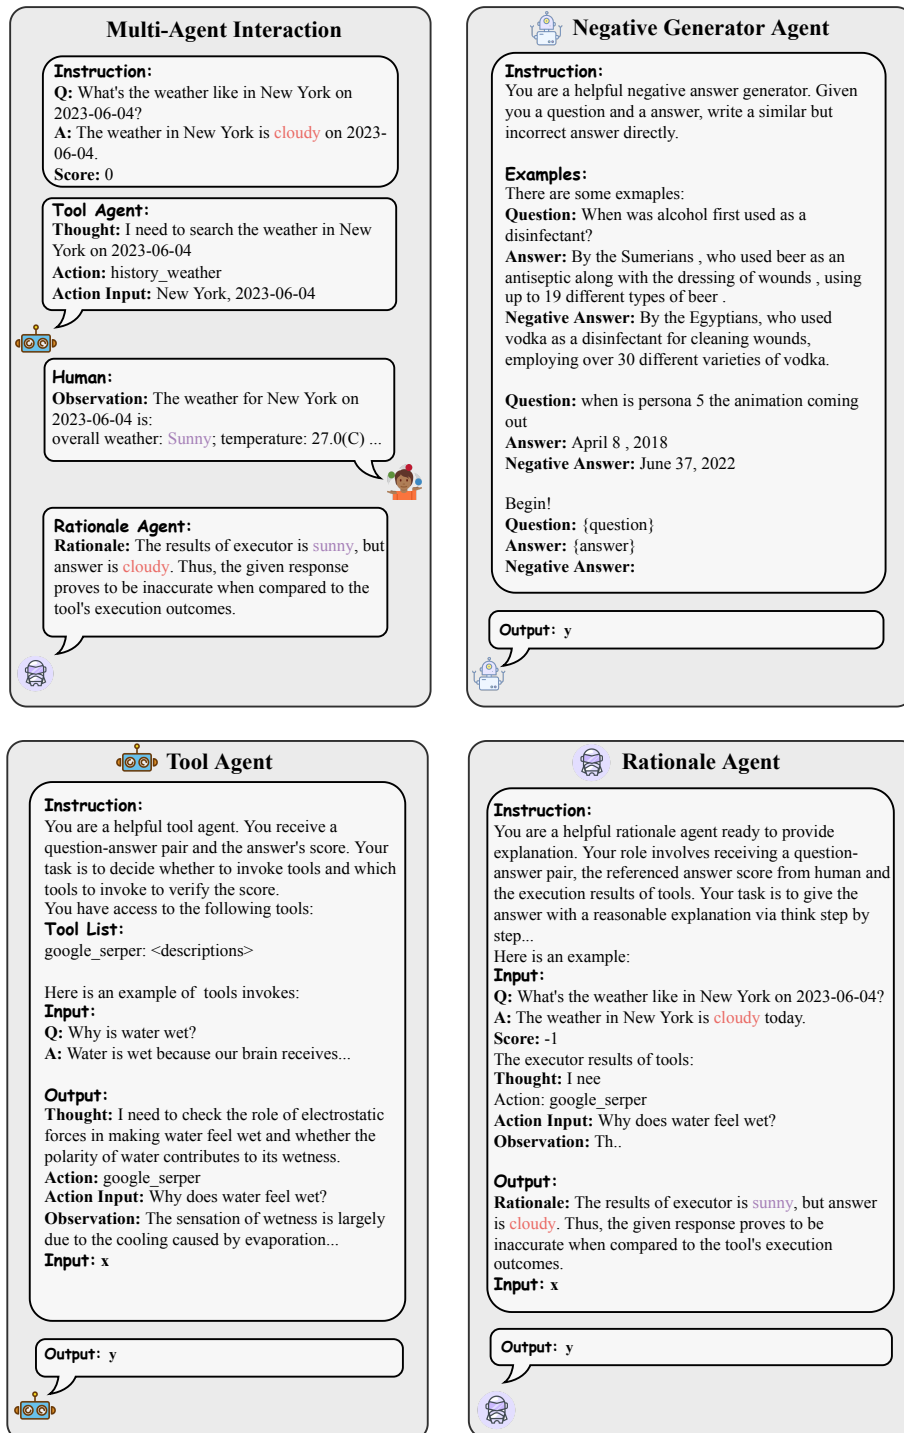 Multi-Agent Interaction
Instruction:
Q: What's the weather like in New York on
2023-06-04?
A: The weather in New York is cloudy on 2023-
06-04.
Score: 0
Tool Agent:
Thought: I need to search the weather in New
York on 2023-06-04
Action: history_weather
Action Input: New York, 2023-06-04
Human:
Observation: The weather for New York on
2023-06-04 is:
overall weather: Sunny; temperature: 27.0(C) ...
Rationale Agent:
Rationale: The results of executor is sunny, but
answer is cloudy. Thus, the given response
proves to be inaccurate when compared to the
tool's execution outcomes.
Negative Generator Agent
Instruction:
You are a helpful negative answer generator. Given
you a question and a answer, write a similar but
incorrect answer directly.
Examples:
There are some exmaples:
Question: When was alcohol first used as a
disinfectant?
Answer: By the Sumerians , who used beer as an
antiseptic along with the dressing of wounds , using
up to 19 different types of beer .
Negative Answer: By the Egyptians, who used
vodka as a disinfectant for cleaning wounds,
employing over 30 different varieties of vodka.
Question: when is persona 5 the animation coming
out
Answer: April 8 , 2018
Negative Answer: June 37, 2022
Begin!
Question: {question}
Answer: {answer}
Negative Answer:
Output: y
Tool Agent
Instruction:
You are a helpful tool agent. You receive a
question-answer pair and the answer's score. Your
task is to decide whether to invoke tools and which
tools to invoke to verify the score.
You have access to the following tools:
Tool List:
google_serper: <descriptions>
Here is an example of tools invokes:
Input:
Q: Why is water wet?
A: Water is wet because our brain receives...
Output:
Thought: I need to check the role of electrostatic
forces in making water feel wet and whether the
polarity of water contributes to its wetness.
Action: google_serper
Action Input: Why does water feel wet?
Observation: The sensation of wetness is largely
due to the cooling caused by evaporation...
Input: x
Output: y
Rationale Agent
Instruction:
You are a helpful rationale agent ready to provide
explanation. Your role involves receiving a question-
answer pair, the referenced answer score from human and
the execution results of tools. Your task is to give the
answer with a reasonable explanation via think step by
step...
Here is an example:
Input:
Q: What's the weather like in New York on 2023-06-04?
A: The weather in New York is cloudy today.
Score: -1
The executor results of tools:
Thought: I nee
Action: google_serper
Action Input: Why does water feel wet?
Observation: Th..
Output:
Rationale: The results of executor is sunny, but answer
is cloudy. Thus, the given response proves to be
inaccurate when compared to the tool's execution
outcomes.
Input: x
Output: y